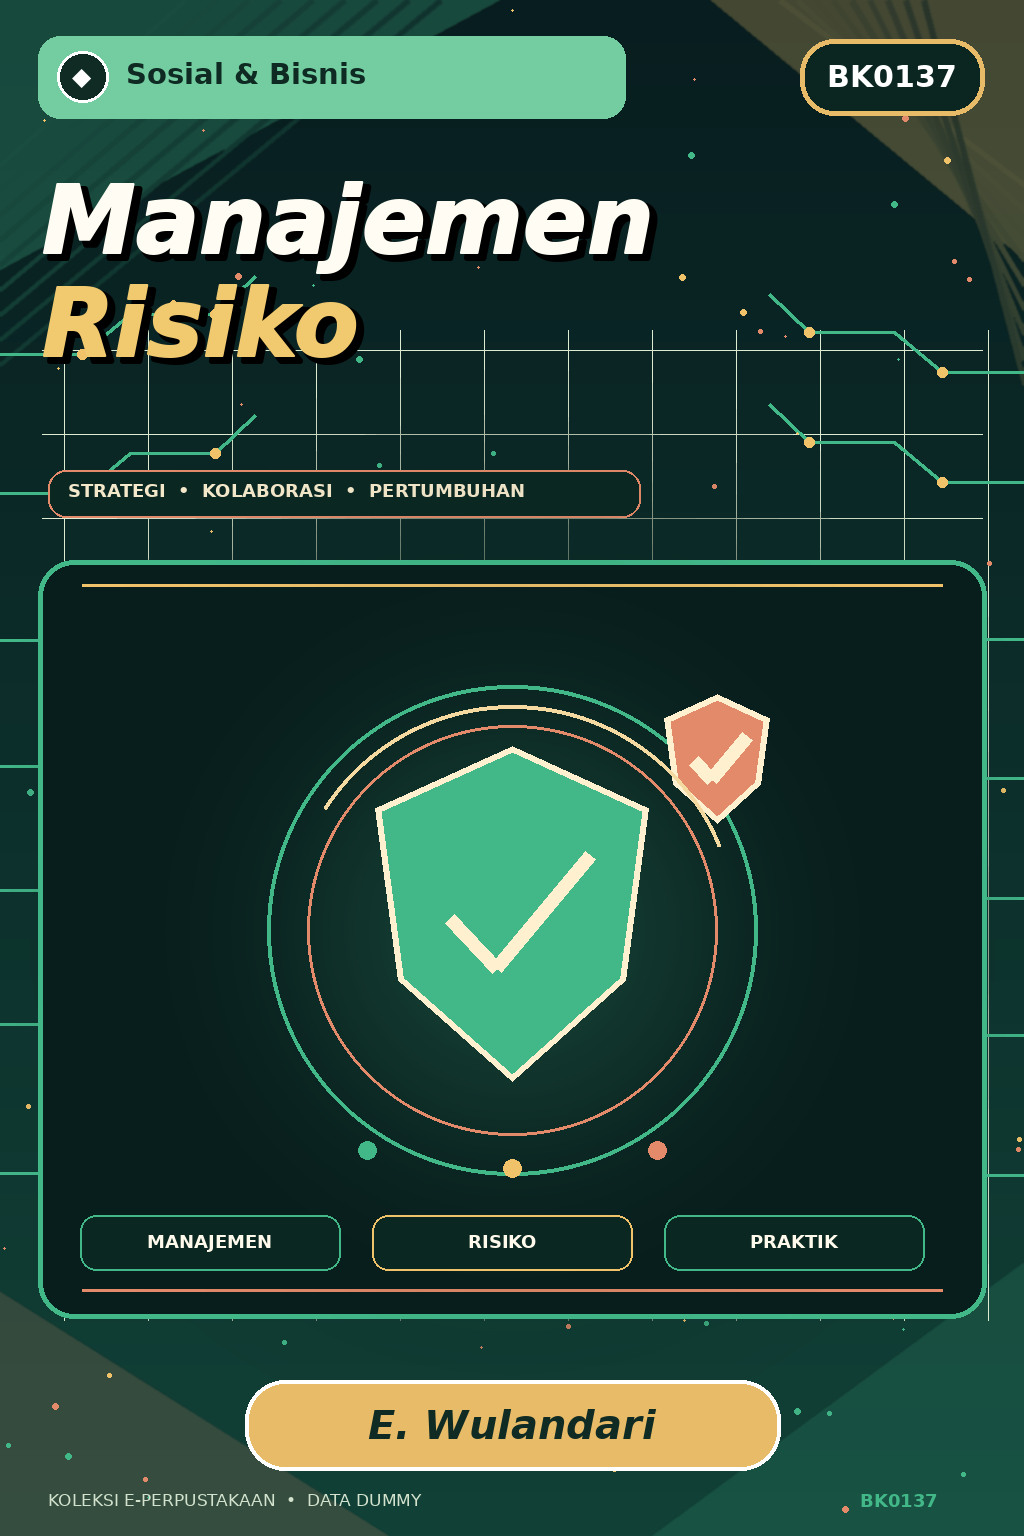 Sosial & Bisnis
BK0137
Manajemen
Risiko
STRATEGI • KOLABORASI • PERTUMBUHAN
MANAJEMEN
RISIKO
PRAKTIK
E. Wulandari
KOLEKSI E-PERPUSTAKAAN • DATA DUMMY
BK0137